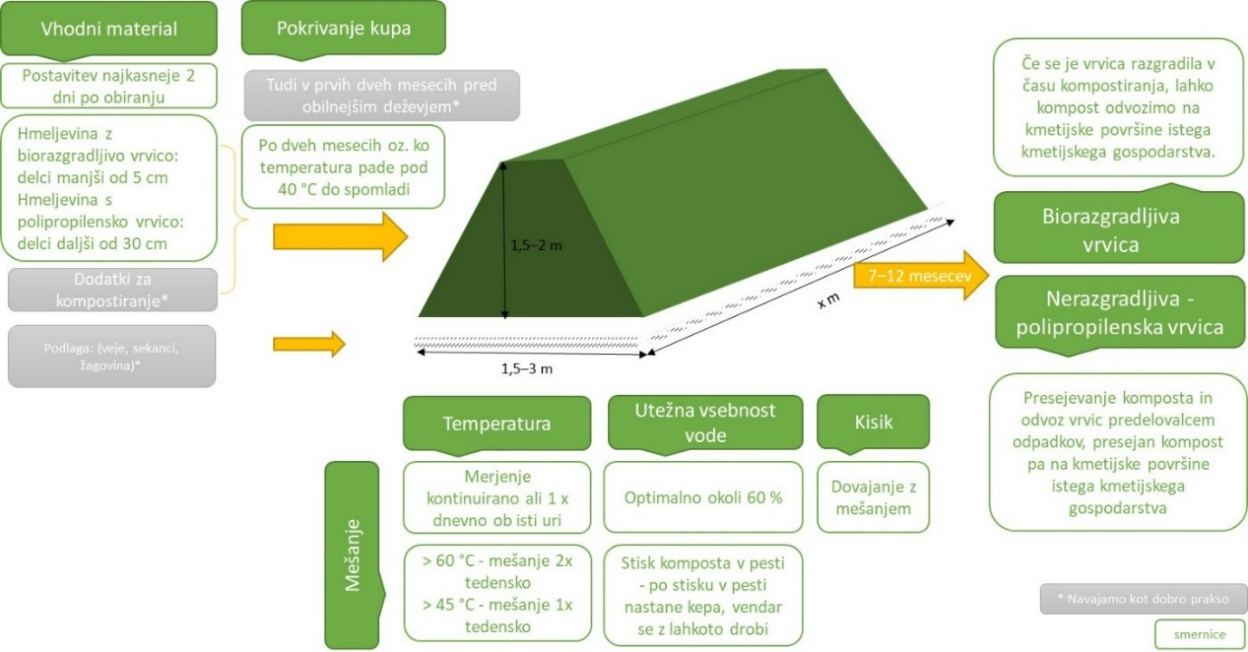 Vhodni material
Postavitev najkasneje 2
dni po obiranju
Hmeljevina z
biorazgradljivo vrvico:
delci manjši od 5 cm
Hmeljevina s
polipropilensko vrvico:
delci daljši od 30 cm
Dodatki za
kompostiranje*
Podlaga: (veje, sekanci,
žagovina)*
Pokrivanje kupa
Tudi v prvih dveh mesecih pred
obilnejšim deževjem*
Po dveh mesecih oz. ko
temperatura pade pod
40 °C do spomladi
1,5–2 m
1,5–3 m
x m
7–12 mesecev
Če se je vrvica razgradila v
času kompostiranja, lahko
kompost odvozimo na
kmetijske površine istega
kmetijskega gospodarstva.
Biorazgradljiva
vrvica
Nerazgradljiva -
polipropilenska vrvica
Presejevanje komposta in
odvoz vrvic predelovalcem
odpadkov, presejan kompost
pa na kmetijske površine
istega kmetijskega
gospodarstva
Mešanje
Temperatura
Merjenje
kontinuirano ali 1 x
dnevno ob isti uri
> 60 °C - mešanje 2x
tedensko
> 45 °C - mešanje 1x
tedensko
Utežna vsebnost
vode
Optimalno okoli 60 %
Stisk komposta v pesti
- po stisku v pesti
nastane kepa, vendar
se z lahkoto drobi
Kisik
Dovajanje z
mešanjem
* Navajamo kot dobro prakso
smernice